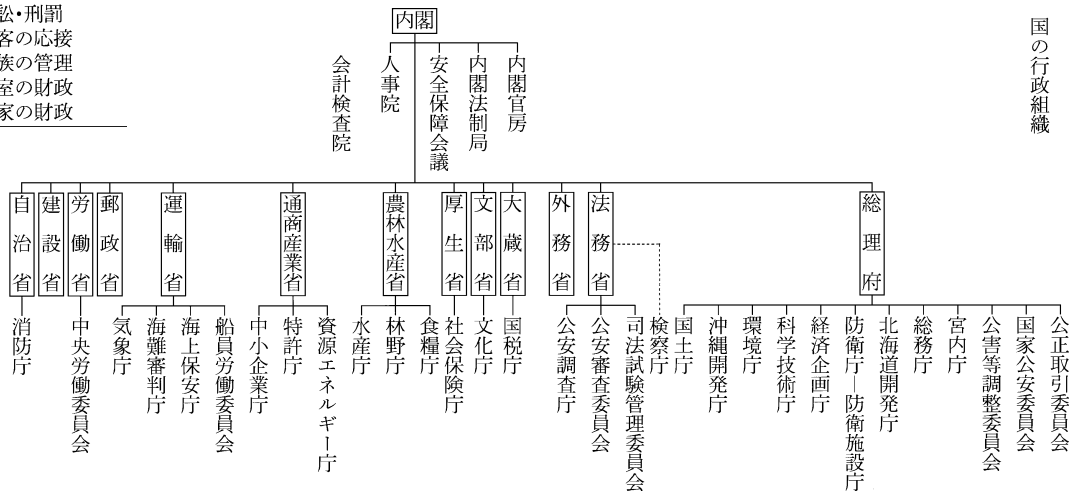 国の行政組織
内閣
内閣官房
内閣法制局
安全保障会議
人事院
会計検査院
総理府
公正取引委員会
国家公安委員会
公害等調整委員会
宮内庁
総務庁
北海道開発庁
防衛庁―防衛施設庁
経済企画庁
科学技術庁
環境庁
沖縄開発庁
国土庁
法務省
検察庁
司法試験管理委員会
公安審査委員会
公安調査庁
外務省
大蔵省
国税庁
文部省
文化庁
厚生省
社会保険庁
農林水産省
食糧庁
林野庁
水産庁
通商産業省
資源エネルギー庁
特許庁
中小企業庁
運輸省
船員労働委員会
海上保安庁
海難審判庁
気象庁
郵政省
労働省
中央労働委員会
建設省
自治省
消防庁
訟・刑罰
客の応接
族の管理
室の財政
家の財政